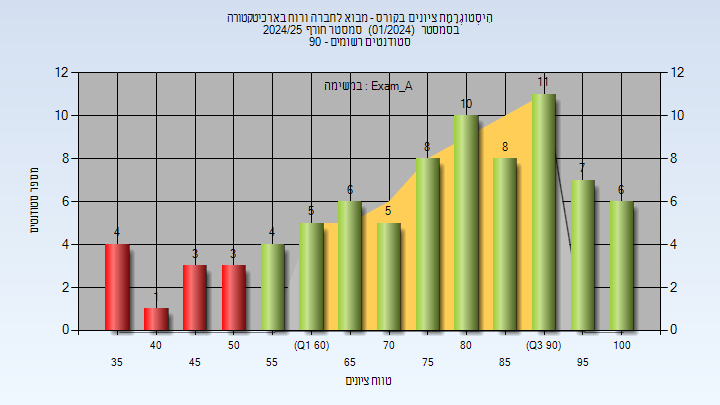 היסטוגרמת ציונים בקורס - מבוא לחברה ורוח בארכיטקטורה
בסמסטר (01/2024) סמסטר חורף 2024/25
סטודנטים רשומים - 90
במשימה : Exam_A
12 12
11
10 10 10
8 8 8 8
7
6 6 6 6
5 5
4 4 4 4
3 3
2 2
1
0 0
מספר סטודנטים
40 50 (Q1 60) 70 80 (Q3 90) 100
35 45 55 65 75 85 95
טווח ציונים